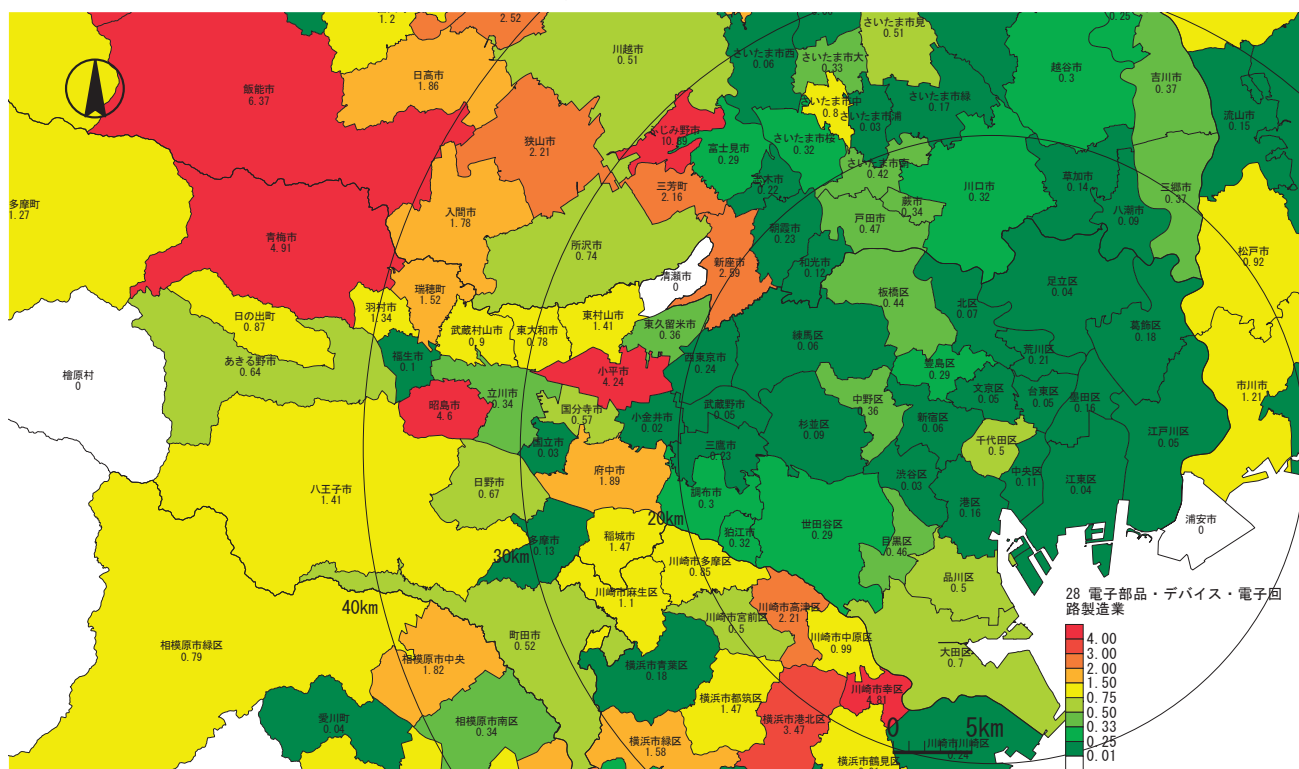 1.2
2.52
0.06
0.25
川越市
0.51
さいたま市西
0.06
さいたま市大
0.33
さいたま市見
0.51
越谷市
0.3
吉川市
0.37
流山市
0.15
飯能市
6.37
日高市
1.86
狭山市
2.21
ふじみ野市
10.89
富士見市
0.29
さいたま市中
0.8
さいたま市浦
0.03
さいたま市緑
0.17
さいたま市桜
0.32
さいたま市南
0.42
志木市
0.22
三芳町
2.16
草加市
0.14
三郷市
0.37
川口市
0.32
蕨市
0.34
戸田市
0.47
八潮市
0.09
多摩町
1.27
青梅市
4.91
入間市
1.78
所沢市
0.74
朝霞市
0.23
和光市
0.12
新座市
2.59
清瀬市
0
松戸市
0.92
足立区
0.04
板橋区
0.44
北区
0.07
葛飾区
0.18
日の出町
0.87
羽村市
1.34
瑞穂町
1.52
武蔵村山市
0.9
東大和市
0.78
東村山市
1.41
東久留米市
0.36
西東京市
0.24
練馬区
0.06
豊島区
0.29
荒川区
0.21
文京区
0.05
台東区
0.05
墨田区
0.16
市川市
1.21
檜原村
0
あきる野市
0.64
福生市
0.1
昭島市
4.6
立川市
0.34
小平市
4.24
国分寺市
0.57
小金井市
0.02
武蔵野市
0.05
三鷹市
0.23
杉並区
0.09
中野区
0.36
新宿区
0.06
千代田区
0.5
江戸川区
0.05
国立市
0.03
府中市
1.89
八王子市
1.41
日野市
0.67
調布市
0.3
狛江市
0.32
世田谷区
0.29
渋谷区
0.03
港区
0.16
中央区
0.11
江東区
0.04
浦安市
0
目黒区
0.46
品川区
0.5
大田区
0.7
多摩市
0.13
稲城市
1.47
20km
30km
40km
川崎市多摩区
0.85
川崎市麻生区
1.1
川崎市宮前区
0.5
川崎市高津区
2.21
川崎市中原区
0.99
川崎市幸区
4.81
川崎市川崎区
0.24
相模原市緑区
0.79
相模原市中央
1.82
相模原市南区
0.34
町田市
0.52
愛川町
0.04
横浜市青葉区
0.18
横浜市都筑区
1.47
横浜市港北区
3.47
横浜市緑区
1.58
横浜市鶴見区
0 5km
28 電子部品・デバイス・電子回
路製造業
4.00
3.00
2.00
1.50
0.75
0.50
0.33
0.25
0.01